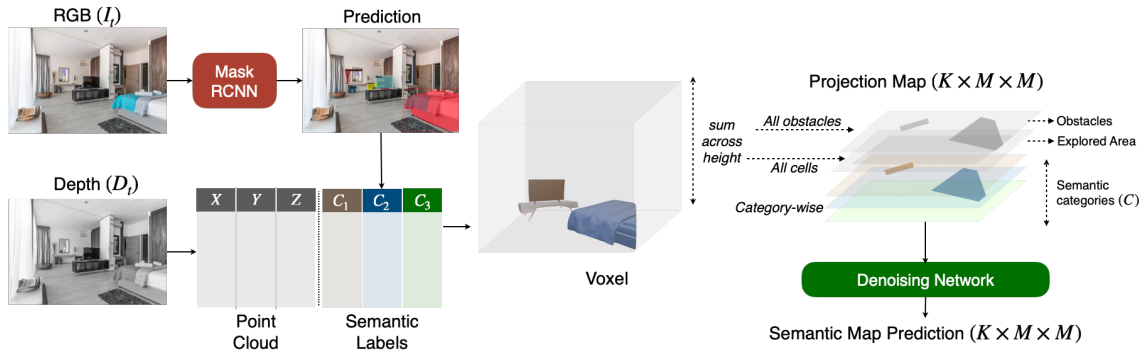 RGB (I_t)
Mask
RCNN
Prediction
Depth (D_t)
X Y Z C_1 C_2 C_3
Point
Cloud
Semantic
Labels
Voxel
sum
across
height
Projection Map (K × M × M)
All obstacles
All cells
Category-wise
Obstacles
Explored Area
Semantic
categories (C)
Denoising Network
Semantic Map Prediction (K × M × M)